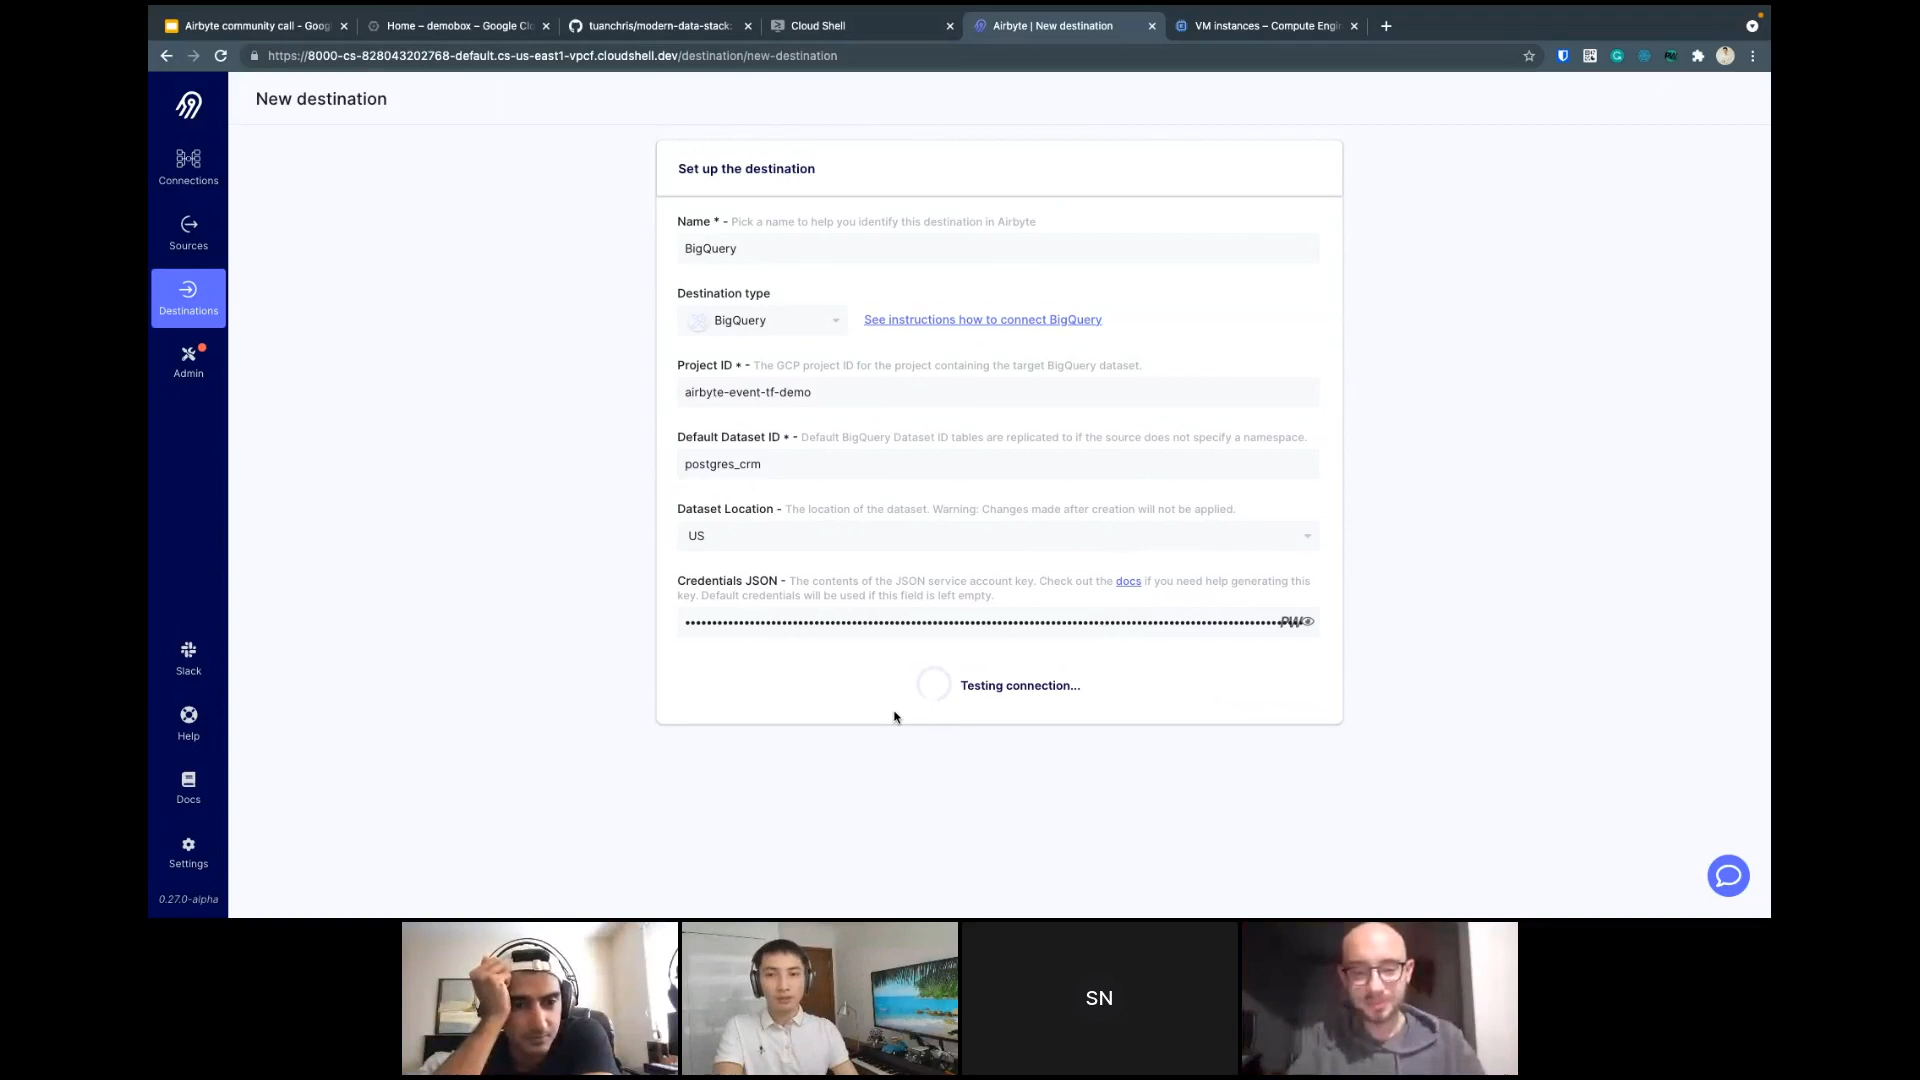 Airbyte community call - Goog
Home – demobox – Google Clo
tuanchris/modern-data-stack:
Cloud Shell
Airbyte | New destination
VM instances – Compute Engin
https://8000-cs-828043202768-default.cs-us-east1-vpcf.cloudshell.dev/destination/new-destination
New destination
Connections
Sources
Destinations
Admin
Slack
Help
Docs
Settings
0.27.0-alpha
Set up the destination
Name * - Pick a name to help you identify this destination in Airbyte
BigQuery
Destination type
BigQuery
See instructions how to connect BigQuery
Project ID * - The GCP project ID for the project containing the target BigQuery dataset.
airbyte-event-tf-demo
Default Dataset ID * - Default BigQuery Dataset ID tables are replicated to if the source does not specify a namespace.
postgres_crm
Dataset Location - The location of the dataset. Warning: Changes made after creation will not be applied.
US
Credentials JSON - The contents of the JSON service account key. Check out the docs if you need help generating this
key. Default credentials will be used if this field is left empty.
Testing connection...
SN